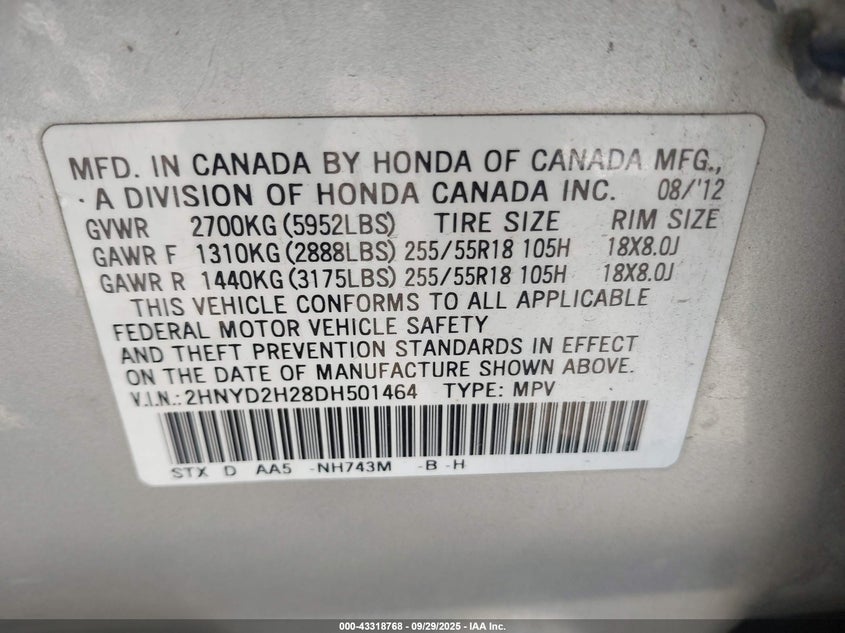 MFD. IN CANADA BY HONDA OF CANADA MFG.,
A DIVISION OF HONDA CANADA INC. 08/'12
GVWR 2700KG (5952LBS) TIRE SIZE RIM SIZE
GAWR F 1310KG (2888LBS) 255/55R18 105H 18X8.0J
GAWR R 1440KG (3175LBS) 255/55R18 105H 18X8.0J
THIS VEHICLE CONFORMS TO ALL APPLICABLE
FEDERAL MOTOR VEHICLE SAFETY
AND THEFT PREVENTION STANDARDS IN EFFECT
ON THE DATE OF MANUFACTURE SHOWN ABOVE.
V.I.N.: 2HNYD2H28DH501464 TYPE: MPV
STX D AA5 -NH743M -B -H
000-43318768 - 09/29/2025 - IAA Inc.